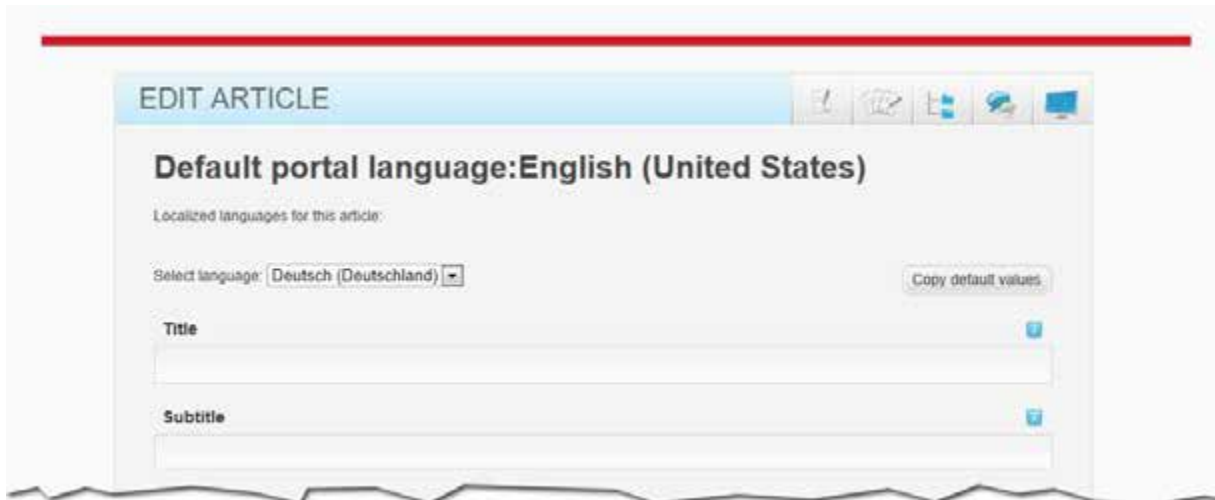 EDIT ARTICLE
Default portal language:English (United States)
Localized languages for this article:
Select language: Deutsch (Deutschland)
Copy default values
Title
Subtitle